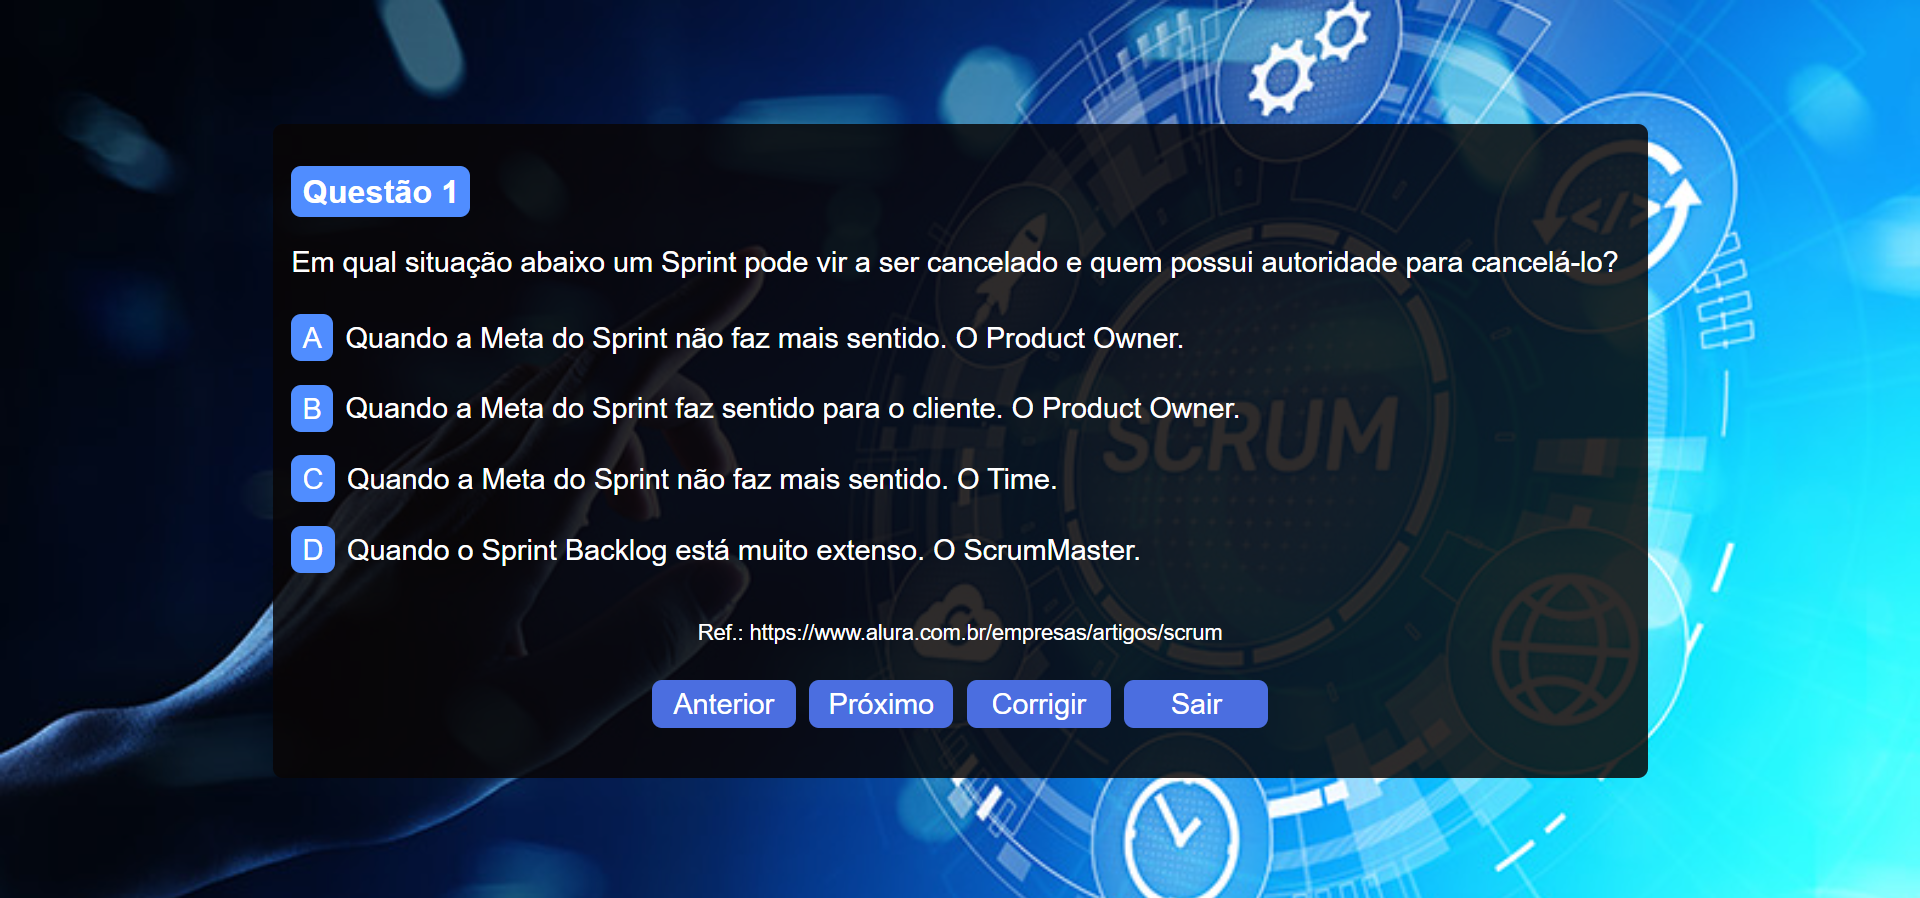 Questão 1
Em qual situação abaixo um Sprint pode vir a ser cancelado e quem possui autoridade para cancelá-lo?
A Quando a Meta do Sprint não faz mais sentido. O Product Owner.
B Quando a Meta do Sprint faz sentido para o cliente. O Product Owner.
SCRUM
C Quando a Meta do Sprint não faz mais sentido. O Time.
D Quando o Sprint Backlog está muito extenso. O ScrumMaster.
Ref.: https://www.alura.com.br/empresas/artigos/scrum
Anterior Próximo Corrigir Sair